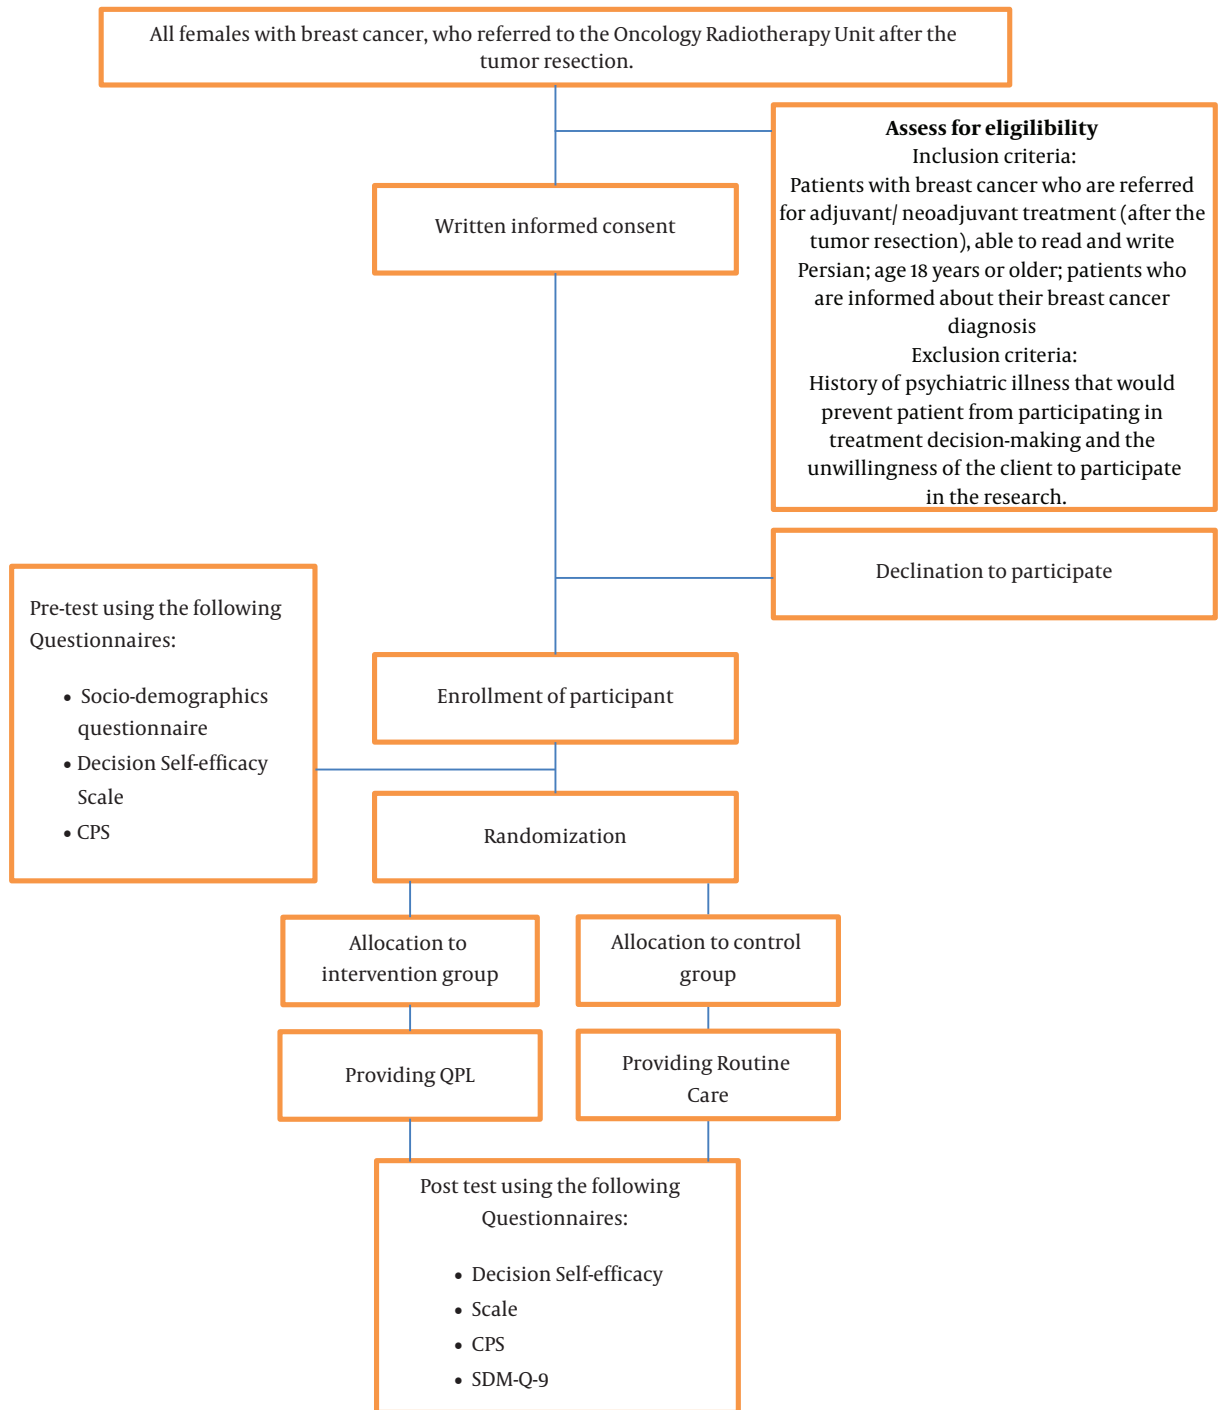 All females with breast cancer, who referred to the Oncology Radiotherapy Unit after the
tumor resection.
Assess for eligilibility
Inclusion criteria:
Patients with breast cancer who are referred
for adjuvant/ neoadjuvant treatment (after the
tumor resection), able to read and write
Persian; age 18 years or older; patients who
are informed about their breast cancer
diagnosis
Exclusion criteria:
History of psychiatric illness that would
prevent patient from participating in
treatment decision-making and the
unwillingness of the client to participate
in the research.
Written informed consent
Declination to participate
Pre-test using the following
Questionnaires:
• Socio-demographics
questionnaire
• Decision Self-efficacy
Scale
• CPS
Enrollment of participant
Randomization
Allocation to
intervention group
Allocation to control
group
Providing QPL
Providing Routine
Care
Post test using the following
Questionnaires:
• Decision Self-efficacy
• Scale
• CPS
• SDM-Q-9